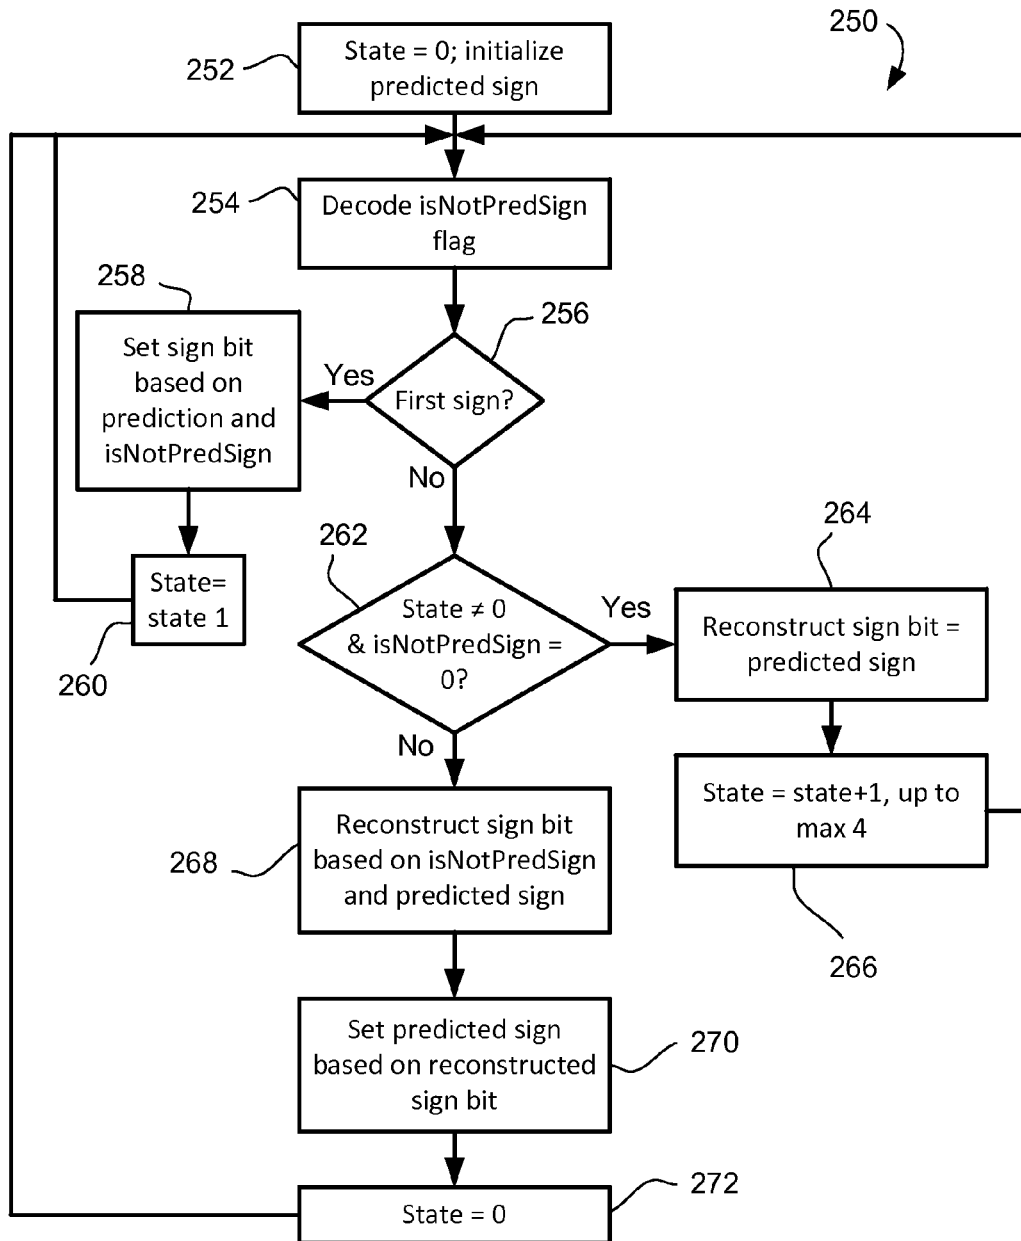 250
252
State = 0; initialize
predicted sign
254
Decode isNotPredSign
flag
258
256
Set sign bit
based on
prediction and
isNotPredSign
Yes
First sign?
No
262
264
260
State=
state 1
State ≠ 0
& isNotPredSign =
0?
Yes
Reconstruct sign bit =
predicted sign
No
State = state+1, up to
max 4
266
268
Reconstruct sign bit
based on isNotPredSign
and predicted sign
270
Set predicted sign
based on reconstructed
sign bit
272
State = 0